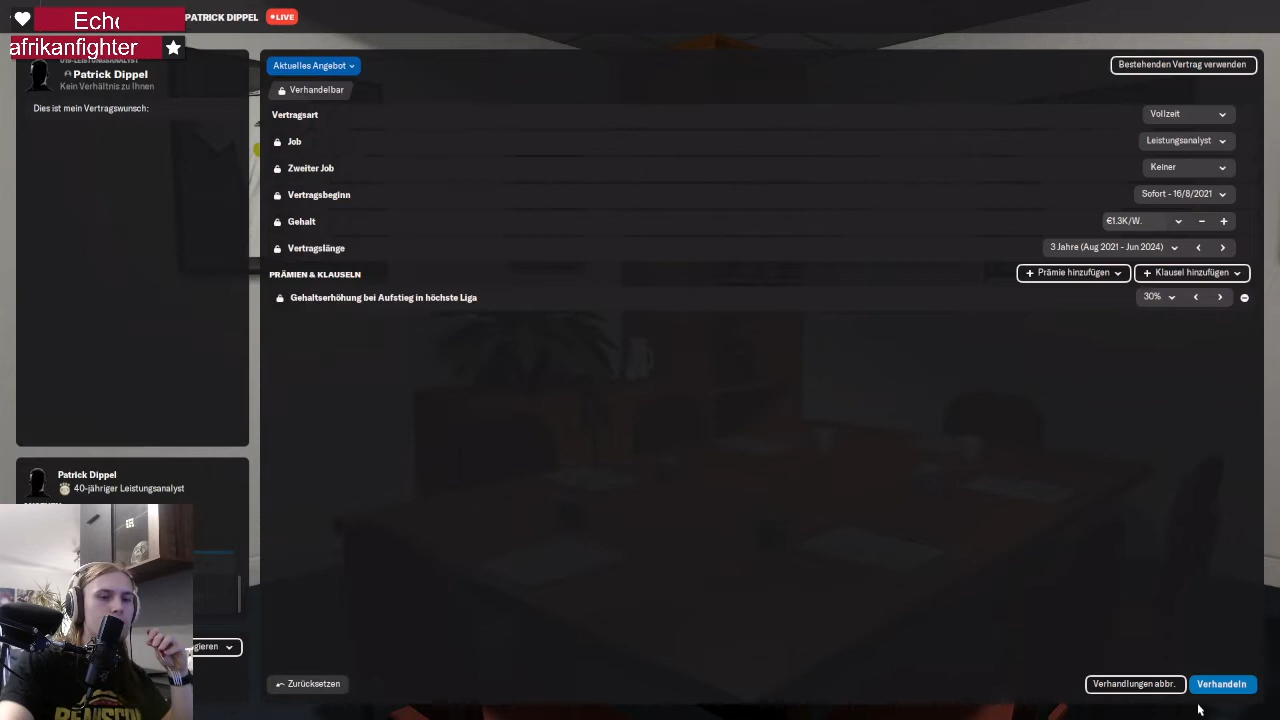 PATRICK DIPPEL
LIVE
afrikanfighter
U19-LEISTUNGSANALYST
Patrick Dippel
Kein Verhältnis zu Ihnen
Dies ist mein Vertragswunsch:
Aktuelles Angebot
Bestehenden Vertrag verwenden
Verhandelbar
Vertragsart
Vollzeit
Job
Leistungsanalyst
Zweiter Job
Keiner
Vertragsbeginn
Sofort - 16/8/2021
Gehalt
€1.3K/W.
Vertragslänge
3 Jahre (Aug 2021 - Jun 2024)
PRÄMIEN & KLAUSELN
Prämie hinzufügen
Klausel hinzufügen
Gehaltserhöhung bei Aufstieg in höchste Liga
30%
Patrick Dippel
40-jähriger Leistungsanalyst
Zurücksetzen
Verhandlungen abbr.
Verhandeln